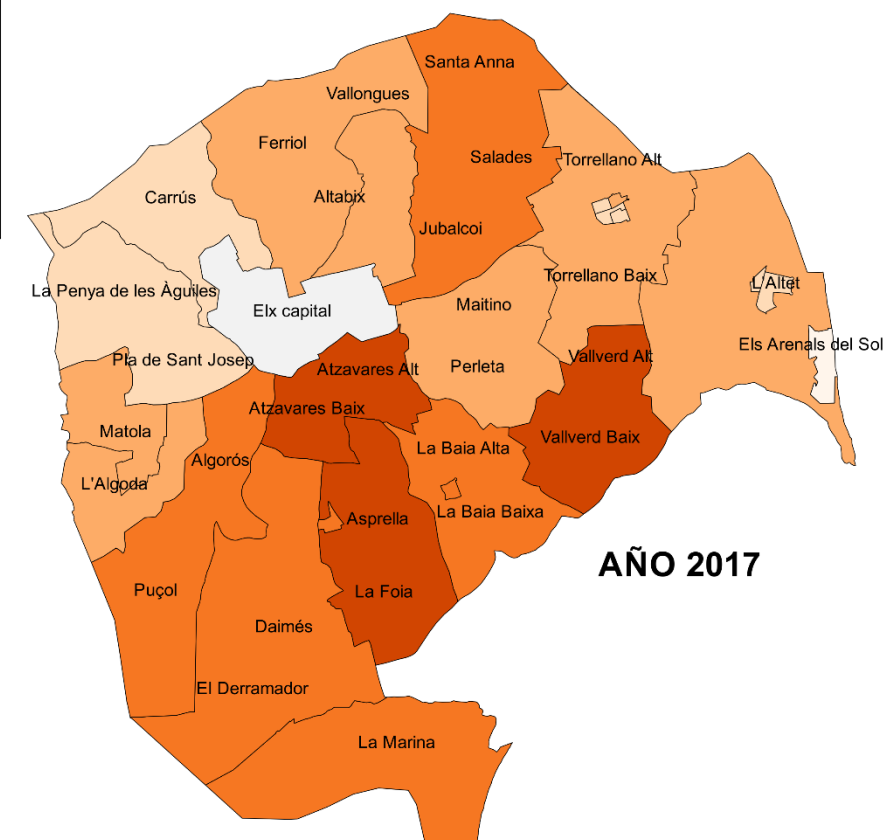 Santa Anna
Vallongues
Ferriol
Salades
Torrellano Alt
Carrús
Altabix
Jubalcoi
Torrellano Baix
L'Altet
La Penya de les Àguiles
Elx capital
Maitino
Els Arenals del Sol
Pla de Sant Josep
Atzavares Alt
Perleta
Vallverd Alt
Atzavares Baix
Matola
La Baia Alta
Vallverd Baix
Algorós
L'Algoda
Asprella
La Baia Baixa
AÑO 2017
Puçol
La Foia
Daimés
El Derramador
La Marina